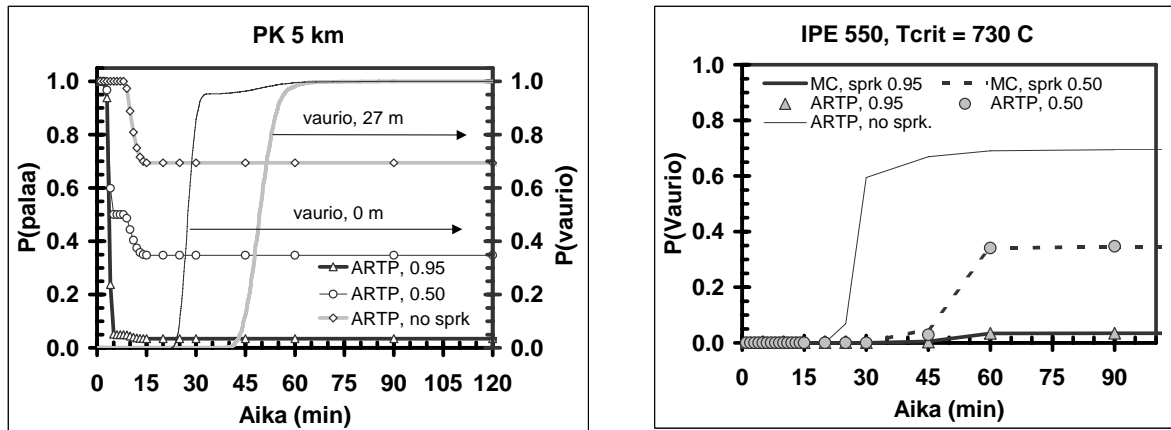 PK 5 km
1.0
0.8
0.6
0.4
0.2
0.0
P(palaa)
vaurio, 27 m
vaurio, 0 m
ARTP, 0.95
ARTP, 0.50
ARTP, no sprk
1.0
0.8
0.6
0.4
0.2
0.0
P(vaurio)
0 15 30 45 60 75 90 105 120
Aika (min)
IPE 550, Tcrit = 730 C
1.0
0.8
0.6
0.4
0.2
0.0
P(Vaurio)
MC, sprk 0.95 MC, sprk 0.50
ARTP, 0.95 ARTP, 0.50
ARTP, no sprk.
0 15 30 45 60 75 90
Aika (min)